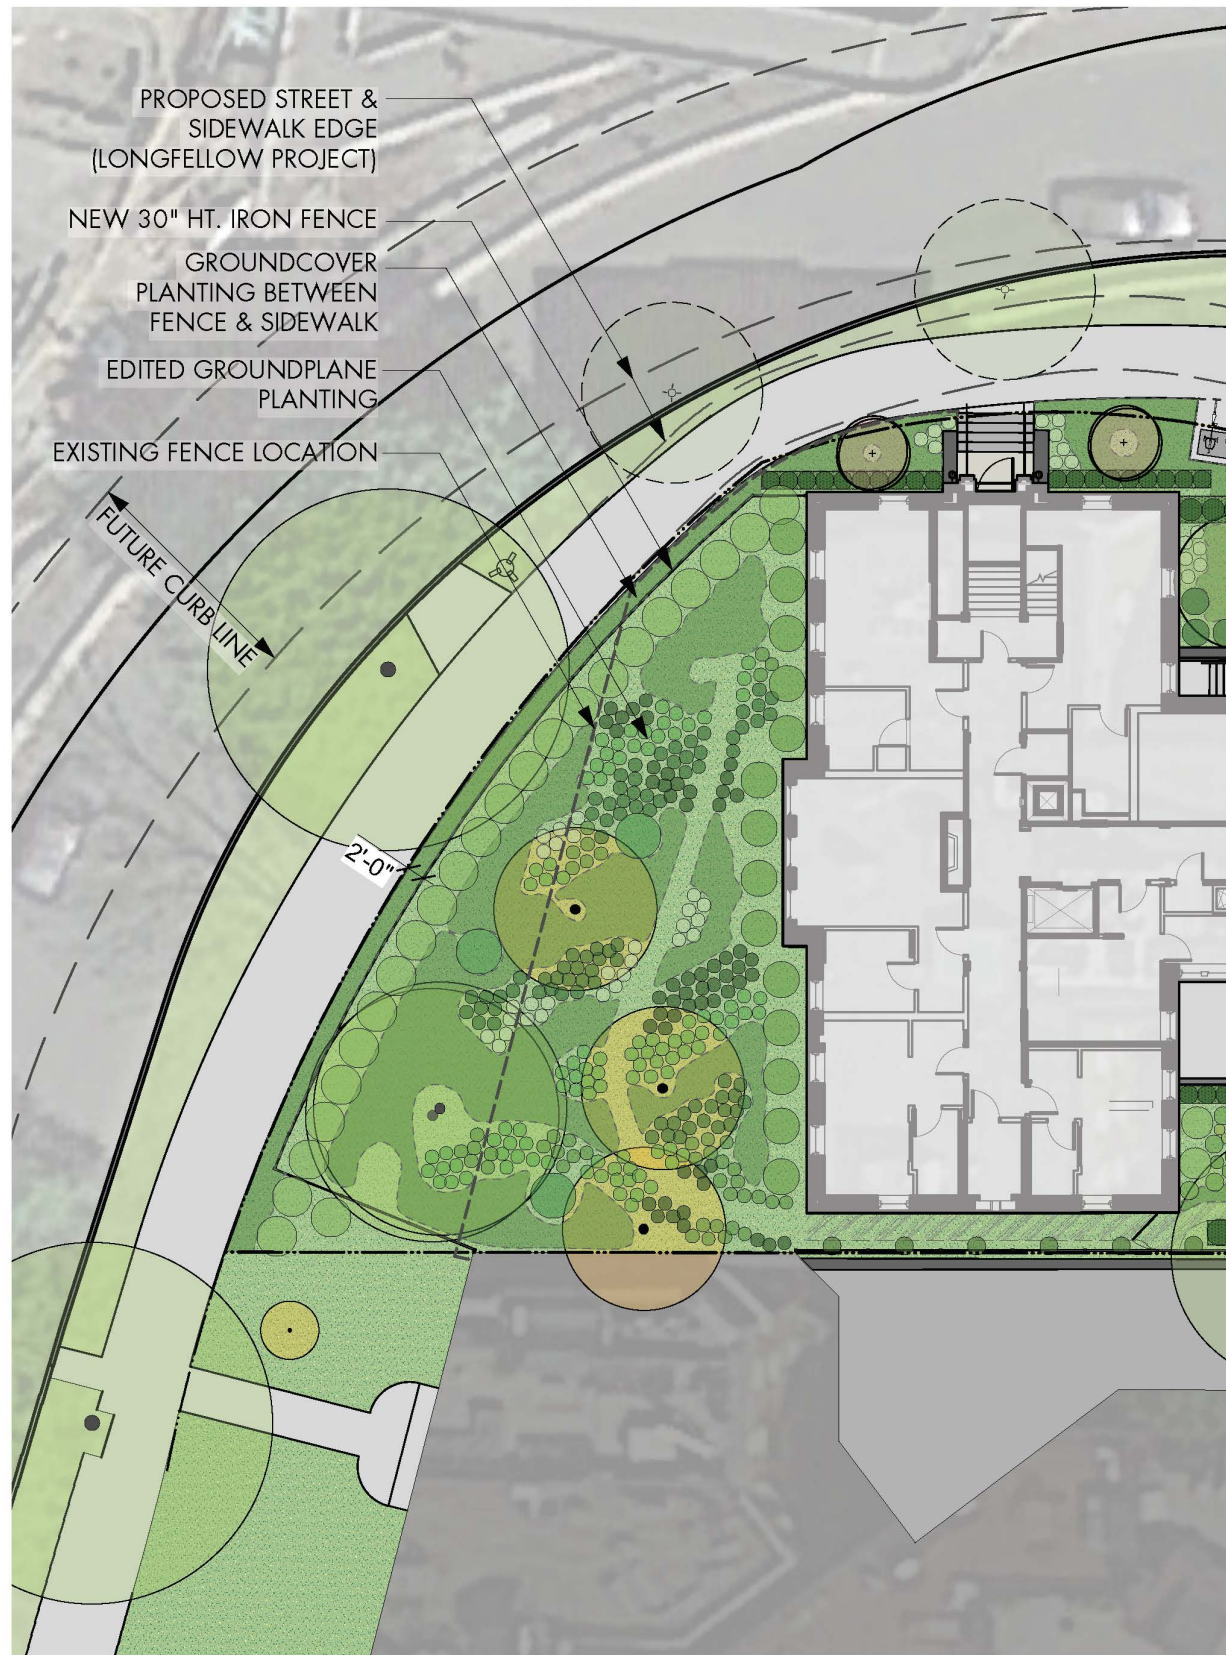 PROPOSED STREET &
SIDEWALK EDGE
(LONGFELLOW PROJECT)
NEW 30" HT. IRON FENCE
GROUNDCOVER
PLANTING BETWEEN
FENCE & SIDEWALK
EDITED GROUNDPLANE
PLANTING
EXISTING FENCE LOCATION
FUTURE CURB LINE
2'-0"